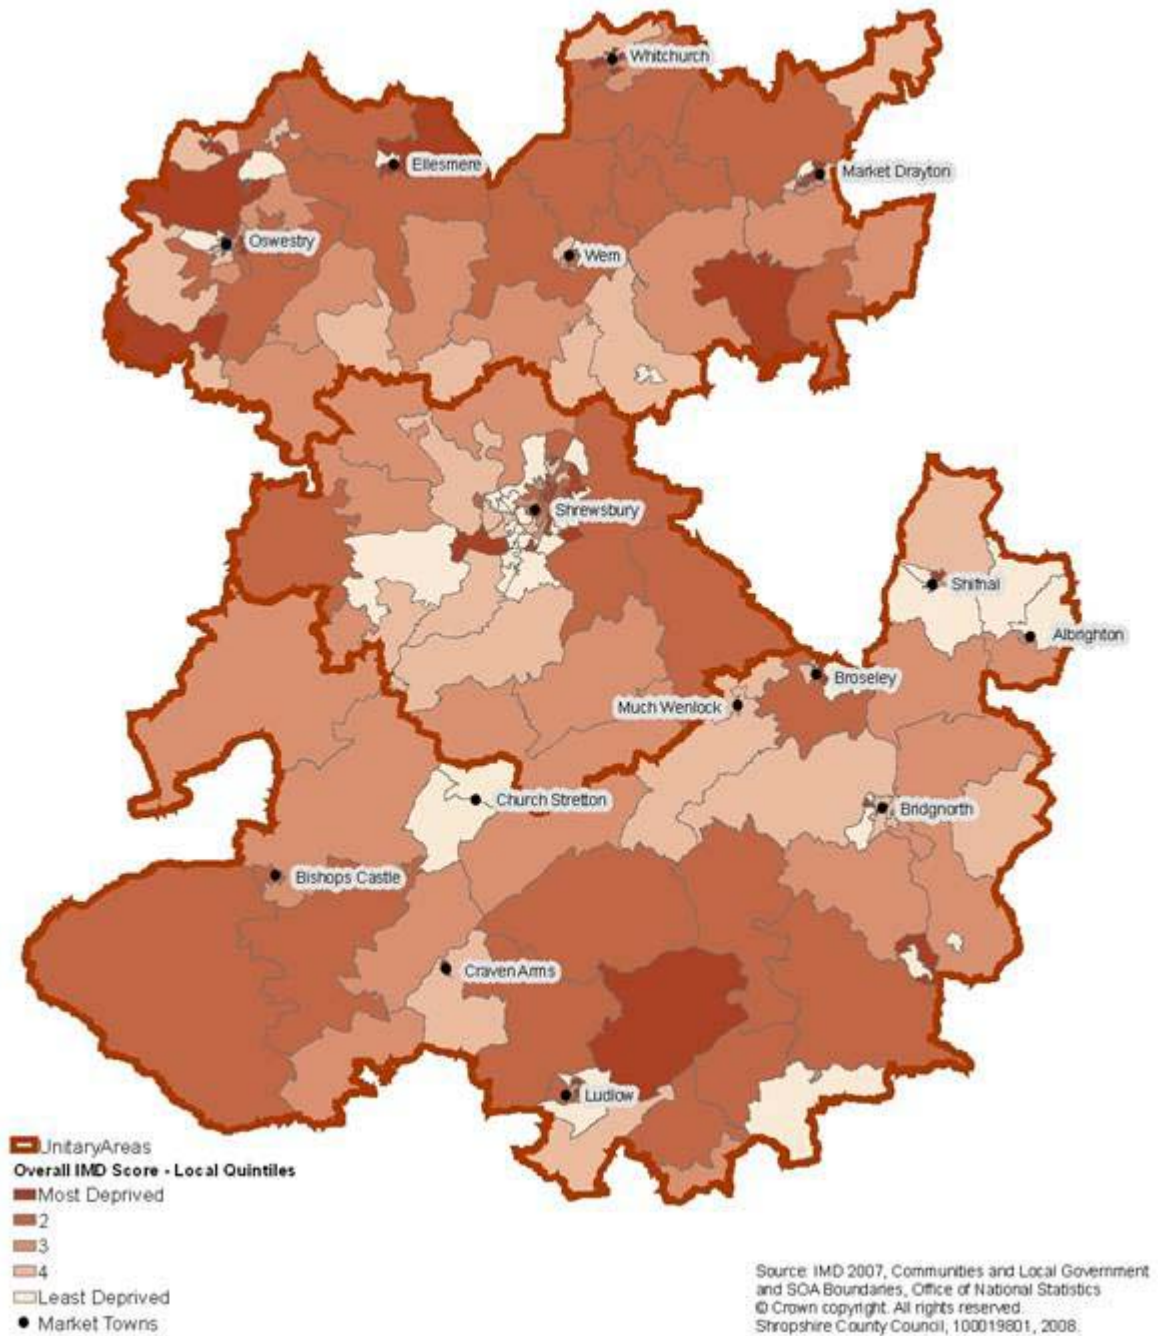 Whitchurch
Ellesmere
Market Drayton
Oswestry
Wem
Shrewsbury
Shifnal
Albrighton
Broseley
Much Wenlock
Church Stretton
Bridgnorth
Bishops Castle
Craven Arms
Ludlow
UnitaryAreas
Overall IMD Score - Local Quintiles
Most Deprived
2
3
4
Least Deprived
Market Towns
Source: IMD 2007, Communities and Local Government
and SOA Boundaries, Office of National Statistics
© Crown copyright. All rights reserved.
Shropshire County Council, 100019801, 2008.